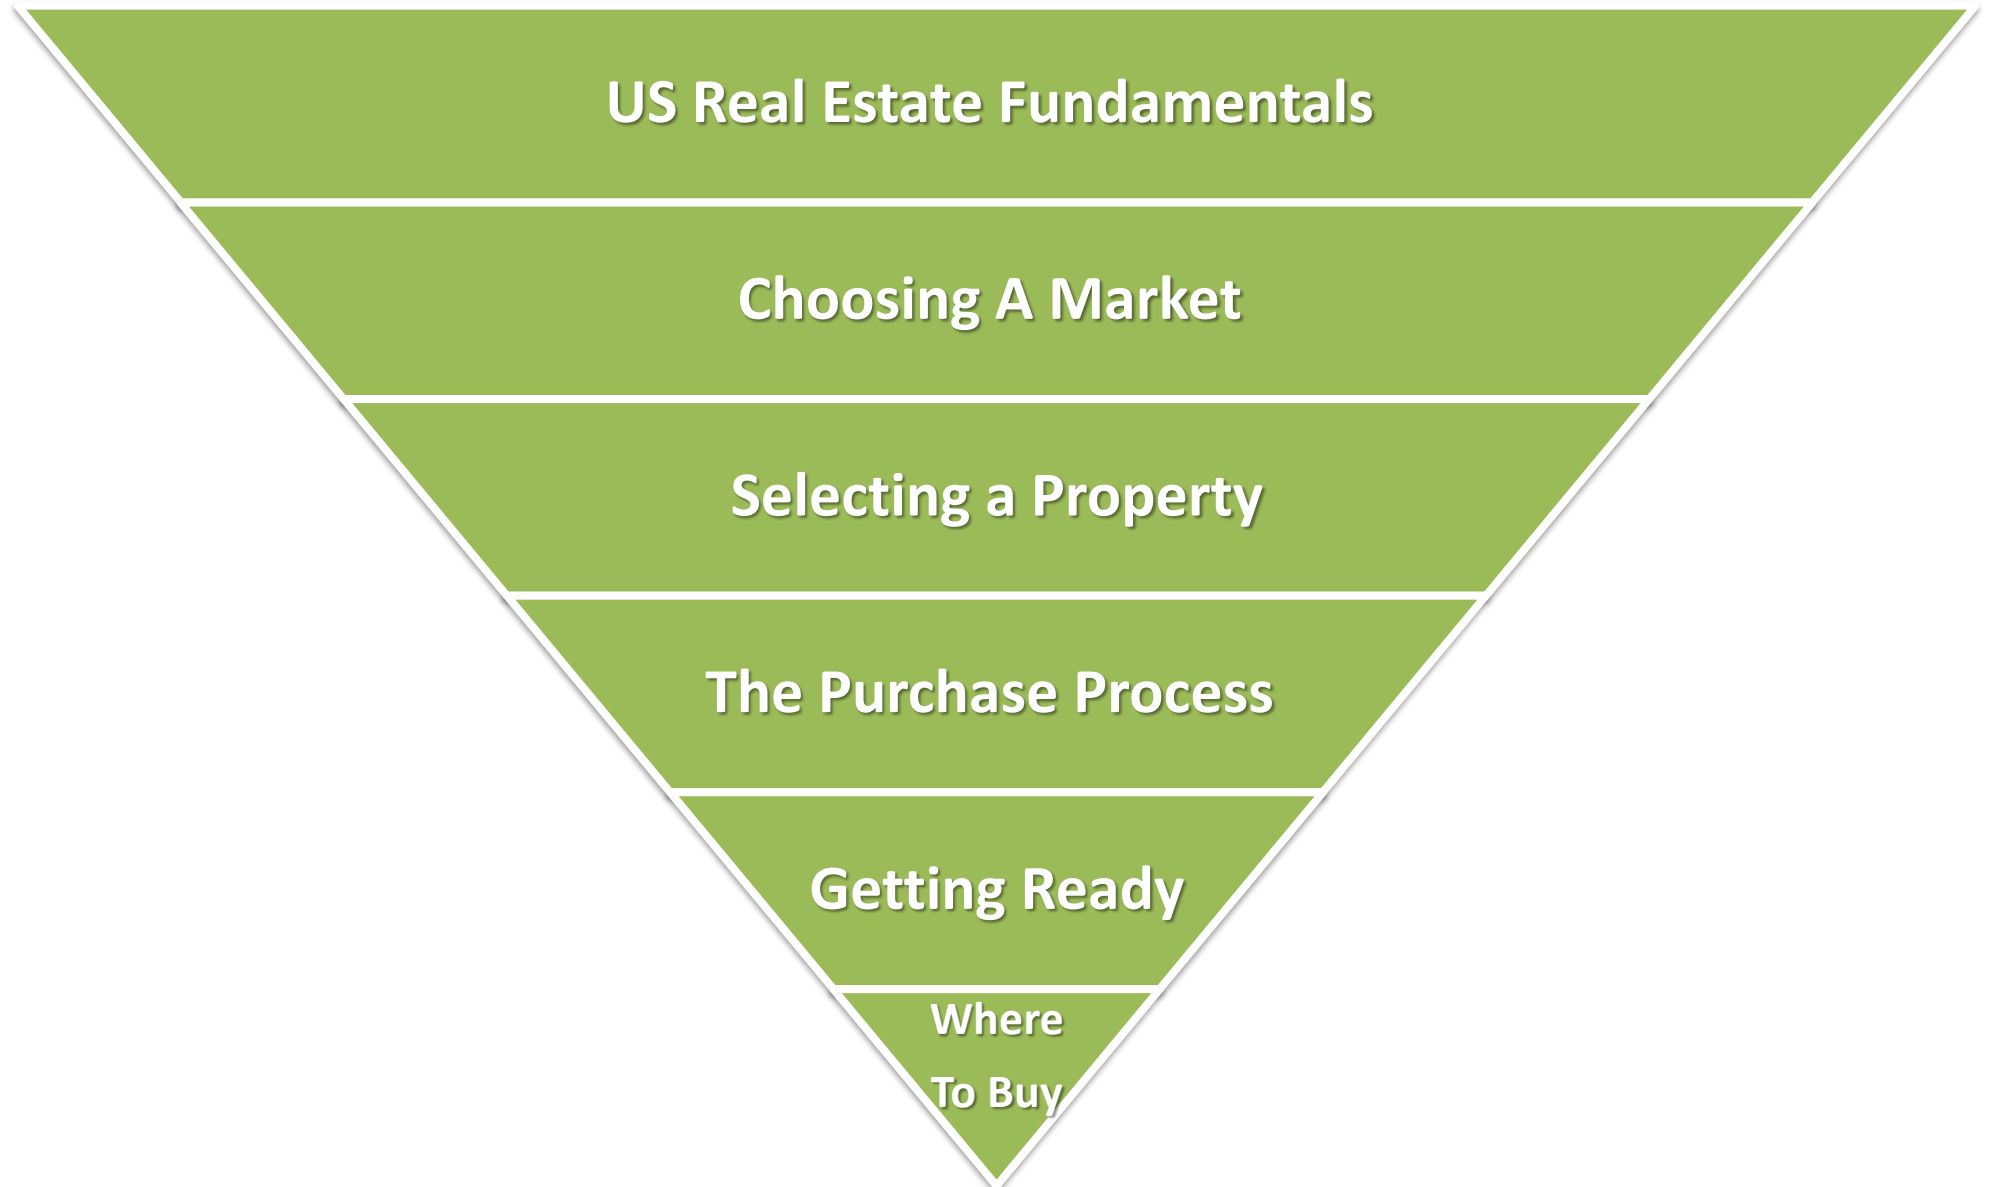 US Real Estate Fundamentals
Choosing A Market
Selecting a Property
The Purchase Process
Getting Ready
Where
To Buy